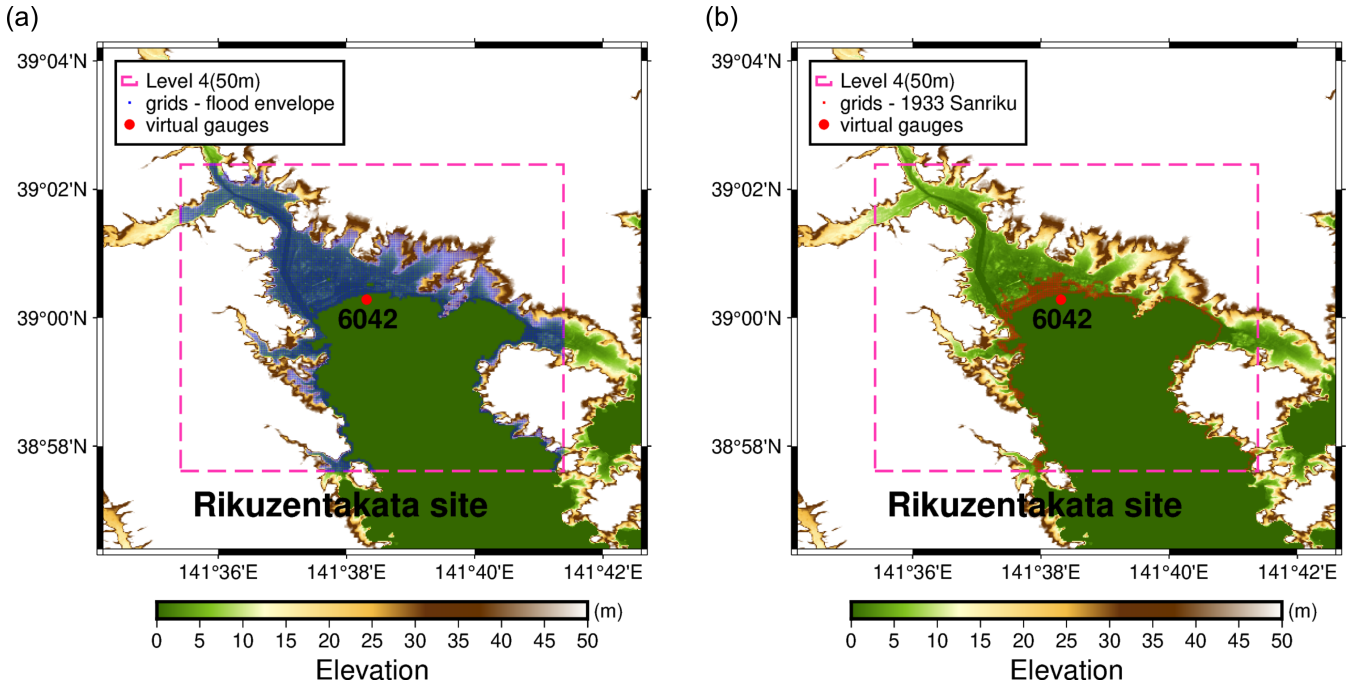 (a)
39°04'N
39°02'N
39°00'N
38°58'N
Level 4(50m)
grids - flood envelope
virtual gauges
6042
Rikuzentakata site
141°36'E 141°38'E 141°40'E 141°42'E
(m)
0 5 10 15 20 25 30 35 40 45 50
Elevation
(b)
39°04'N
39°02'N
39°00'N
38°58'N
Level 4(50m)
grids - 1933 Sanriku
virtual gauges
6042
Rikuzentakata site
141°36'E 141°38'E 141°40'E 141°42'E
(m)
0 5 10 15 20 25 30 35 40 45 50
Elevation